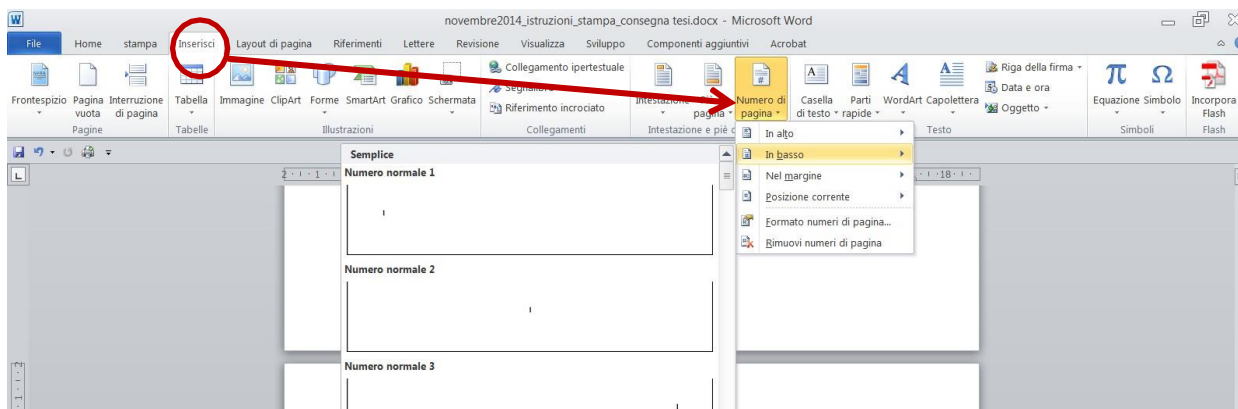 W
novembre2014_istruzioni_stampa_consegna tesi.docx - Microsoft Word
File Home stampa Inserisci Layout di pagina Riferimenti Lettere Revisione Visualizza Sviluppo Componenti aggiuntivi Acrobat
Frontespizio
Pagina vuota
Interruzione di pagina
Pagine
Tabella
Tabelle
Immagine ClipArt Forme SmartArt Grafico Schermata
Illustrazioni
Collegamento ipertestuale
Riferimento incrociato
Collegamenti
Intestazione
pagina
Numero di pagina
Intestazione e piè
Casella di testo
Parti rapide
WordArt Capolettera
Riga della firma
Data e ora
Oggetto
Testo
Equazione Simbolo
Simboli
Incorpora Flash
Flash
In alto
In basso
Nel margine
Posizione corrente
Formato numeri di pagina...
Rimuovi numeri di pagina
2 1 18
Semplice
Numero normale 1
Numero normale 2
Numero normale 3